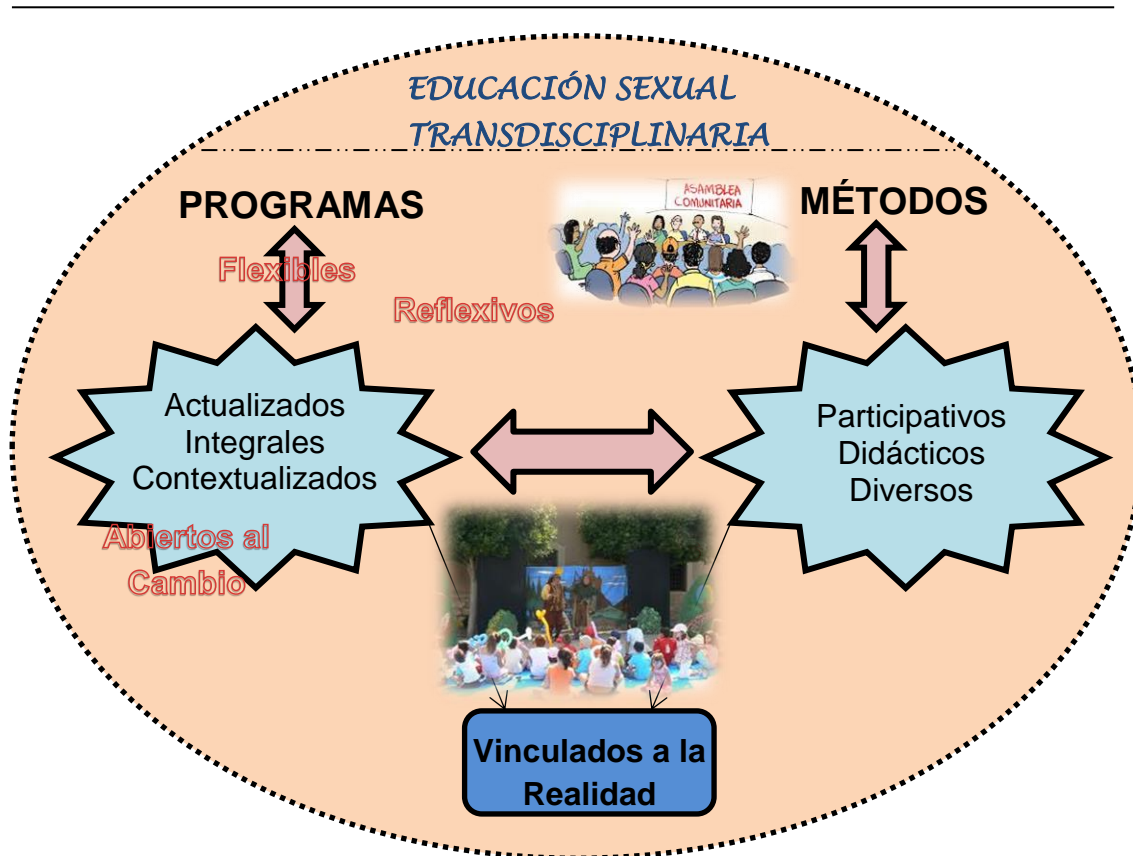 EDUCACIÓN SEXUAL
TRANSDISCIPLINARIA
ASAMBLEA
COMUNITARIA
PROGRAMAS
MÉTODOS
Flexibles
Reflexivos
Actualizados
Integrales
Contextualizados
Participativos
Didácticos
Diversos
Abiertos al
Cambio
Vinculados a la
Realidad